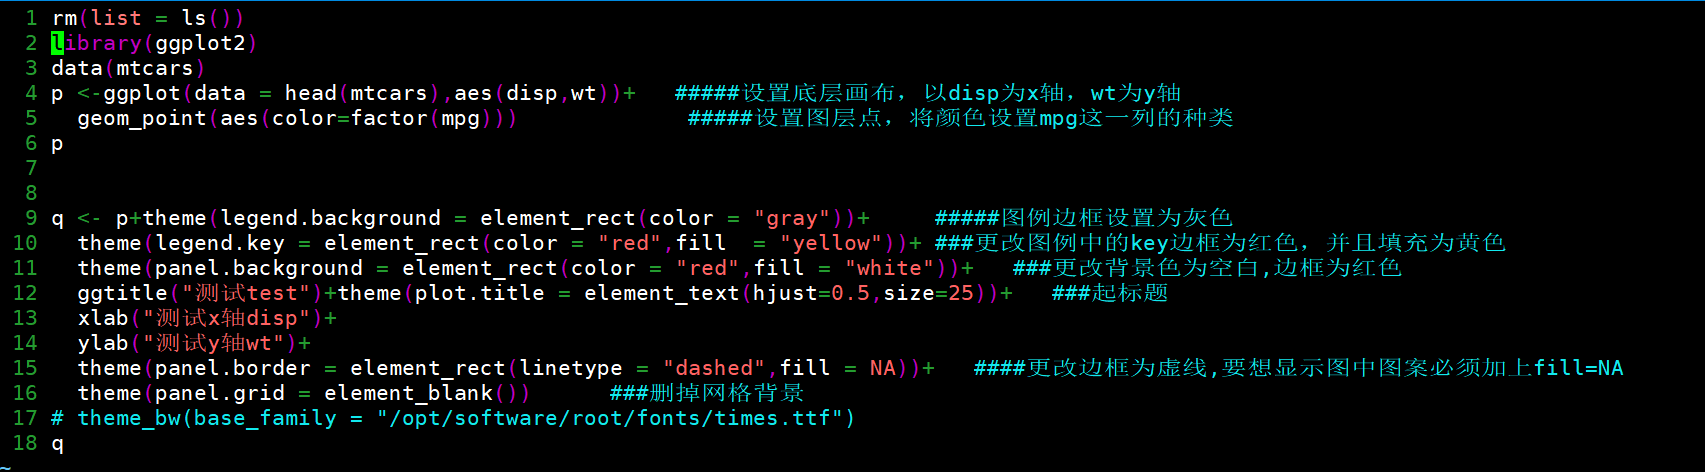 1 rm(list = ls())
2 library(ggplot2)
3 data(mtcars)
4 p <-ggplot(data = head(mtcars),aes(disp,wt))+   #####设置底层画布，以disp为x轴，wt为y轴
5   geom_point(aes(color=factor(mpg)))             #####设置图层点，将颜色设置mpg这一列的种类
6 p
7
8
9 q <- p+theme(legend.background = element_rect(color = "gray"))+     #####图例边框设置为灰色
10   theme(legend.key = element_rect(color = "red",fill  = "yellow"))+ ###更改图例中的key边框为红色，并且填充为黄色
11   theme(panel.background = element_rect(color = "red",fill = "white"))+   ###更改背景色为空白,边框为红色
12   ggtitle("测试test")+theme(plot.title = element_text(hjust=0.5,size=25))+   ###起标题
13   xlab("测试x轴disp")+
14   ylab("测试y轴wt")+
15   theme(panel.border = element_rect(linetype = "dashed",fill = NA))+   ####更改边框为虚线,要想显示图中图案必须加上fill=NA
16   theme(panel.grid = element_blank())      ###删掉网格背景
17 # theme_bw(base_family = "/opt/software/root/fonts/times.ttf")
18 q
~